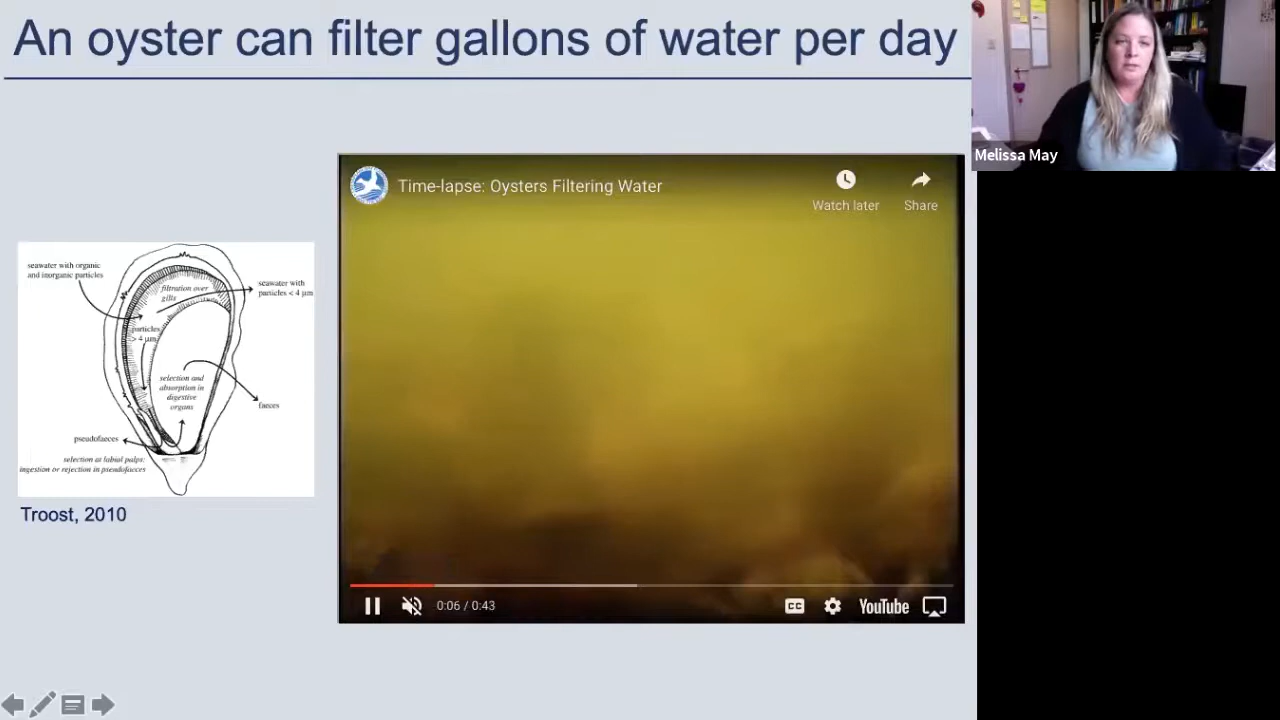 An oyster can filter gallons of water per day
Melissa May
Time-lapse: Oysters Filtering Water
Watch later
Share
seawater with organic
and inorganic particles
filtration over
gills
seawater with
particles < 4 µm
particles
> 4 µm
selection and
absorption in
digestive
organs
faeces
pseudofaeces
selection at labial palps:
ingestion or rejection in pseudofaeces
Troost, 2010
0:06 / 0:43
CC
YouTube